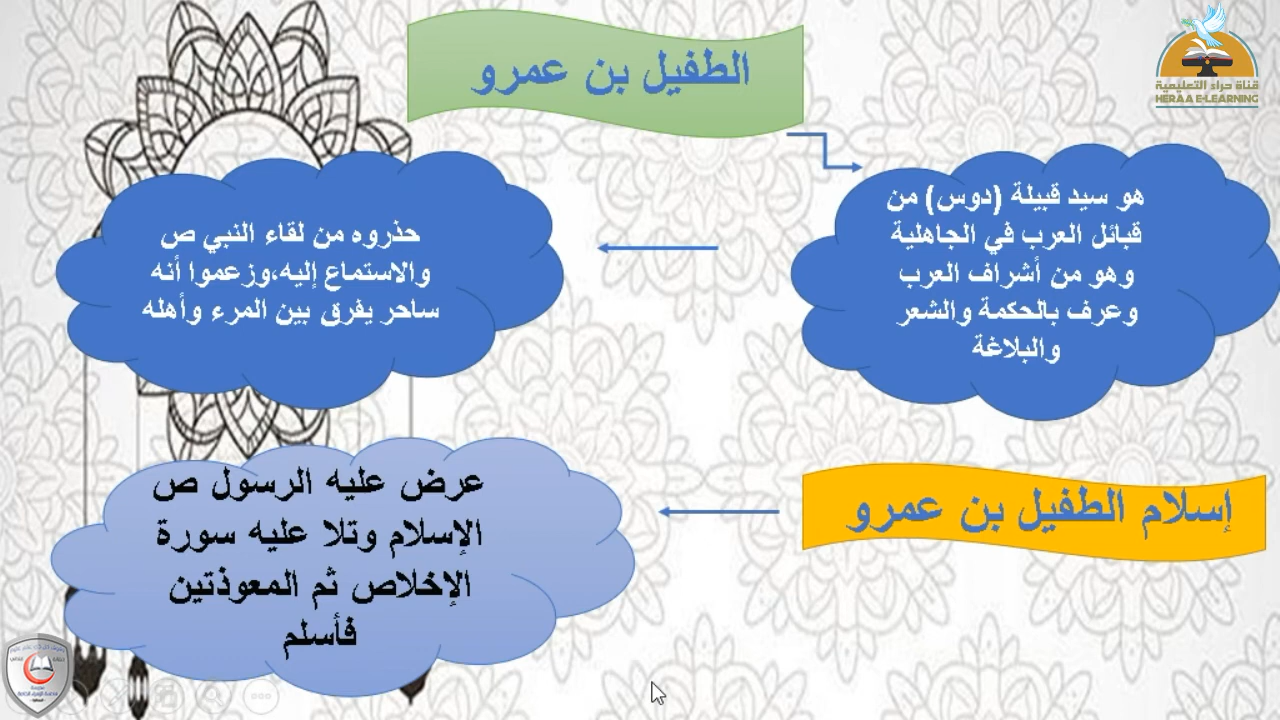 الطفيل بن عمرو
قناة حراء التعليمية
HERAA E-LEARNING
هو سيد قبيلة (دوس) من
قبائل العرب في الجاهلية
وهو من أشراف العرب
وعرف بالحكمة والشعر
والبلاغة
حذروه من لقاء النبي ص
والاستماع إليه،وزعموا أنه
ساحر يفرق بين المرء وأهله
إسلام الطفيل بن عمرو
عرض عليه الرسول ص
الإسلام وتلا عليه سورة
الإخلاص ثم المعوذتين
فأسلم